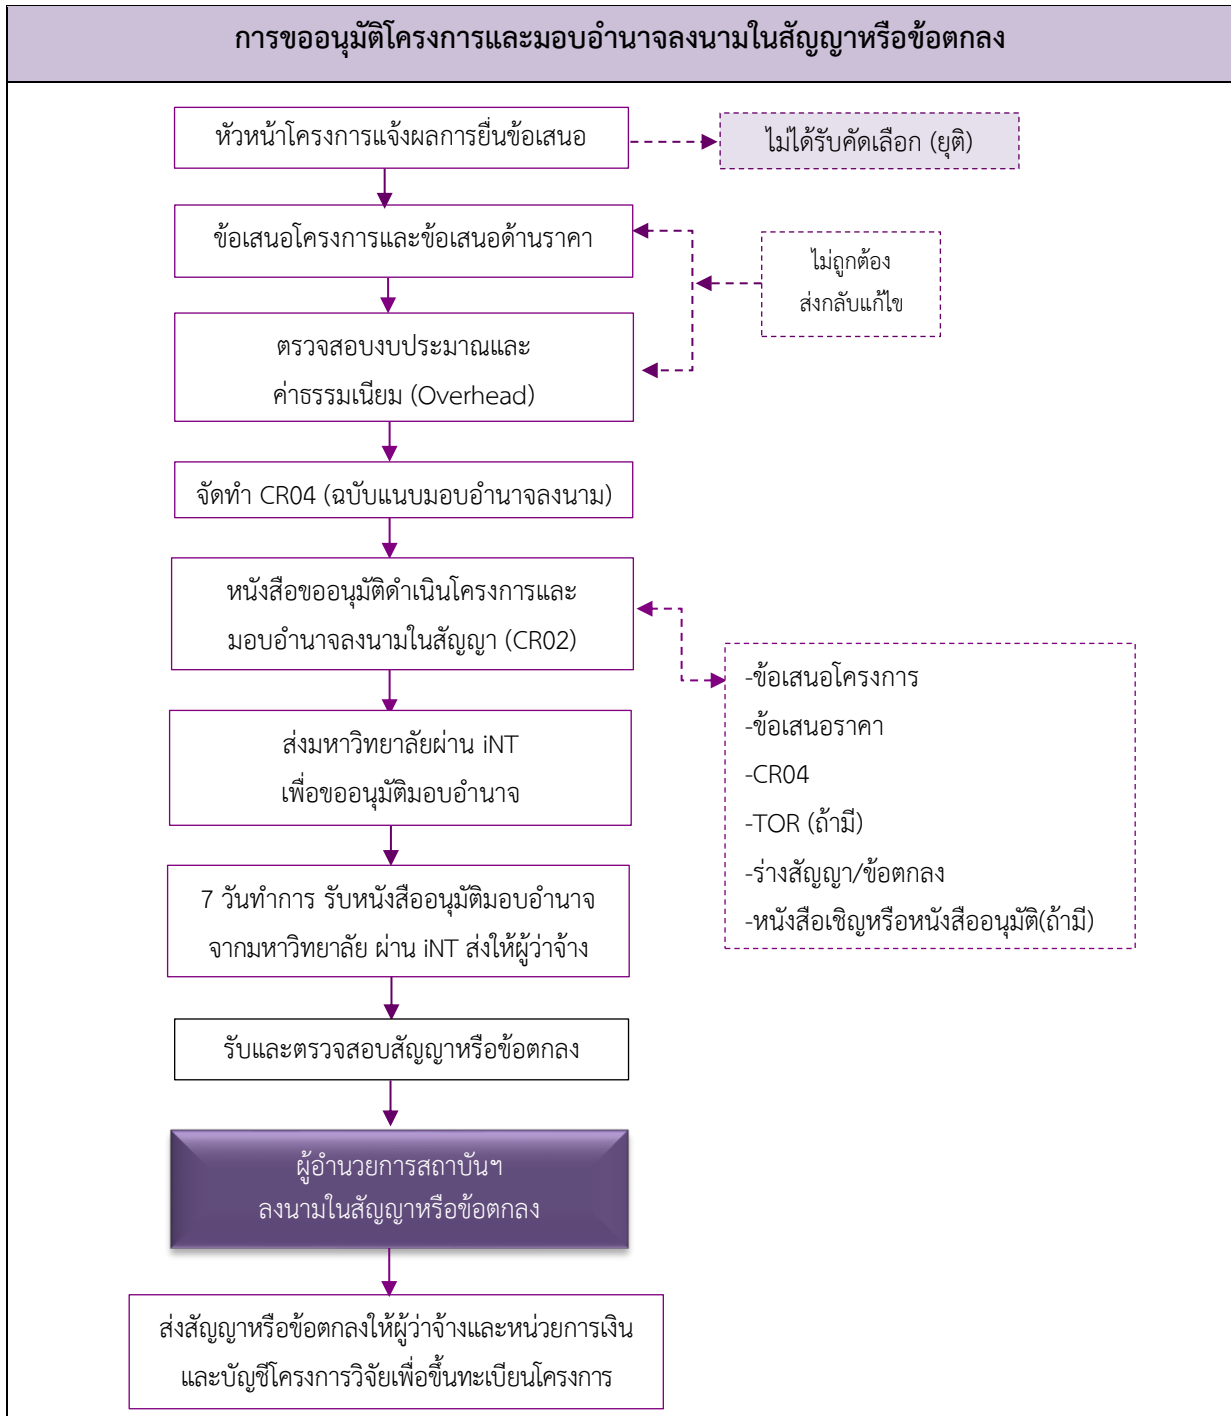 การขออนุมัติโครงการและมอบอำนาจลงนามในสัญญาหรือข้อตกลง
หัวหน้าโครงการแจ้งผลการยื่นข้อเสนอ
ไม่ได้รับคัดเลือก (ยุติ)
ข้อเสนอโครงการและข้อเสนอด้านราคา
ไม่ถูกต้อง
ส่งกลับแก้ไข
ตรวจสอบงบประมาณและ
ค่าธรรมเนียม (Overhead)
จัดทำ CR04 (ฉบับแนบมอบอำนาจลงนาม)
หนังสือขออนุมัติดำเนินโครงการและ
มอบอำนาจลงนามในสัญญา (CR02)
-ข้อเสนอโครงการ
-ข้อเสนอราคา
-CR04
-TOR (ถ้ามี)
-ร่างสัญญา/ข้อตกลง
-หนังสือเชิญหรือหนังสืออนุมัติ(ถ้ามี)
ส่งมหาวิทยาลัยผ่าน iNT
เพื่อขออนุมัติมอบอำนาจ
7 วันทำการ รับหนังสืออนุมัติมอบอำนาจ
จากมหาวิทยาลัย ผ่าน iNT ส่งให้ผู้ว่าจ้าง
รับและตรวจสอบสัญญาหรือข้อตกลง
ผู้อำนวยการสถาบันฯ
ลงนามในสัญญาหรือข้อตกลง
ส่งสัญญาหรือข้อตกลงให้ผู้ว่าจ้างและหน่วยการเงิน
และบัญชีโครงการวิจัยเพื่อขึ้นทะเบียนโครงการ